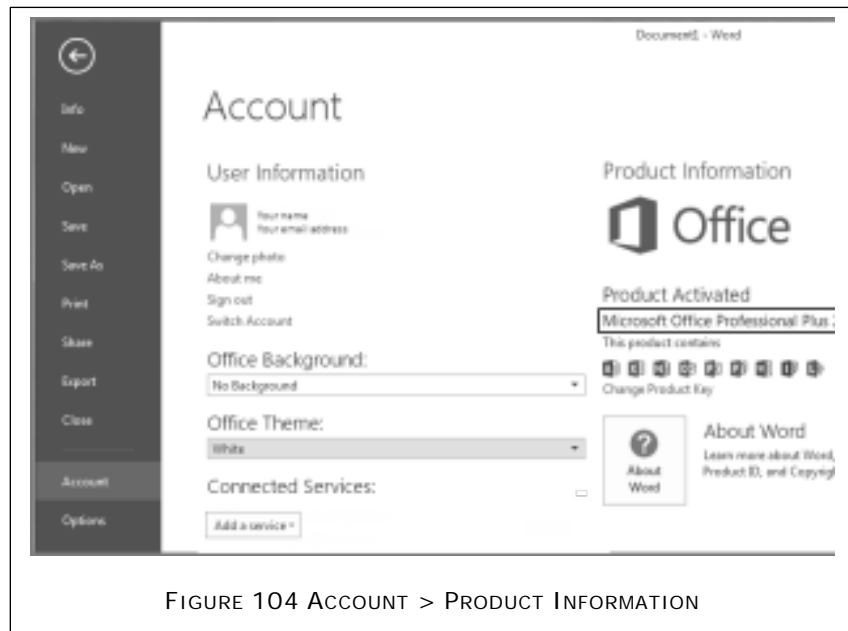 Document1 - Word
Info
New
Open
Save
Save As
Print
Share
Export
Close
Account
Options
Account
User Information
Your name
Your email address
Change photo
About me
Sign out
Switch Account
Office Background:
No Background
Office Theme:
White
Connected Services:
Add a service
Product Information
Office
Product Activated
Microsoft Office Professional Plus
This product contains
Change Product Key
About Word
About Word
Learn more about Word,
Product ID, and Copyrig
FIGURE 104 ACCOUNT > PRODUCT INFORMATION